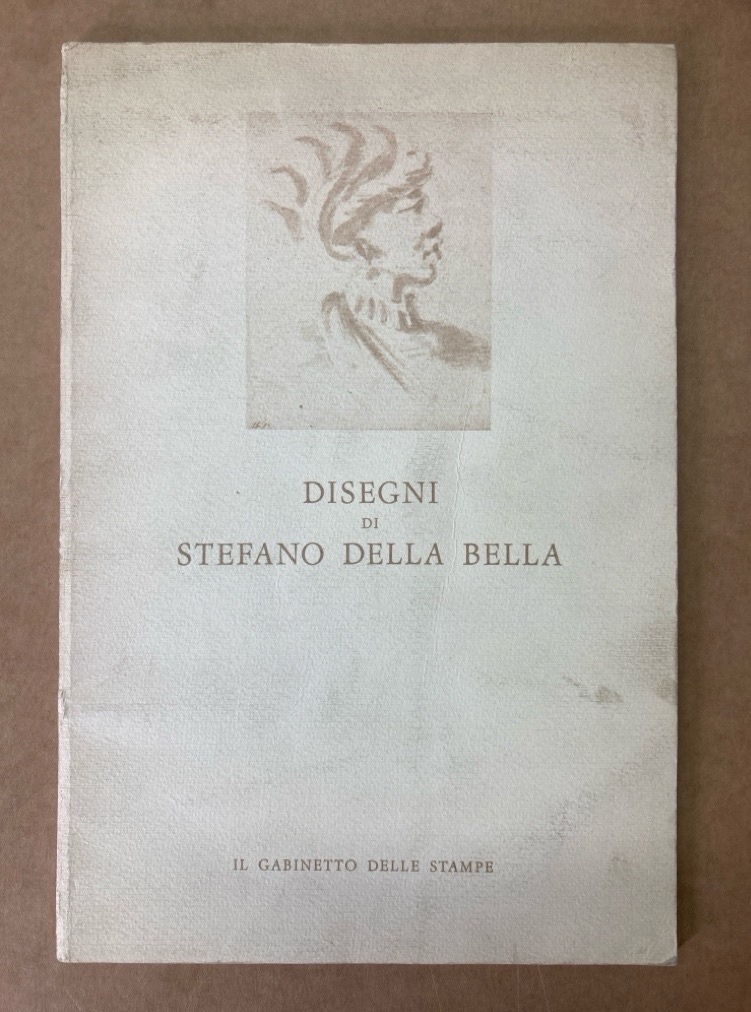 DISEGNI
DI
STEFANO DELLA BELLA
IL GABINETTO DELLE STAMPE